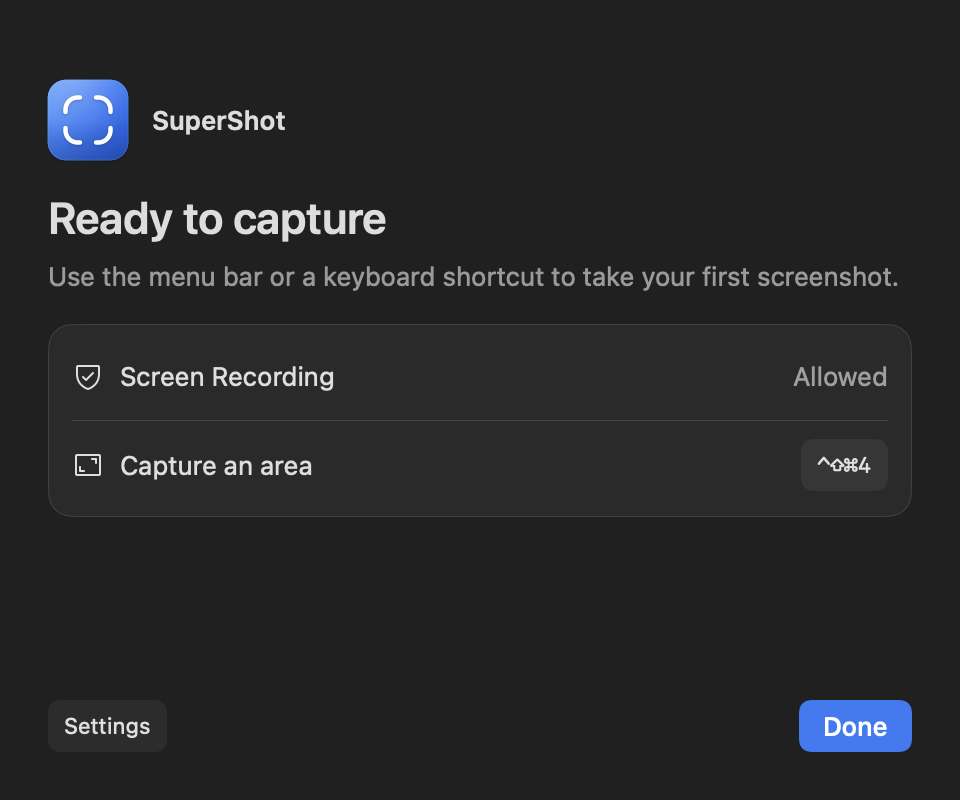 SuperShot
Ready to capture
Use the menu bar or a keyboard shortcut to take your first screenshot.
Screen Recording
Allowed
Capture an area
^⇧⌘4
Settings
Done